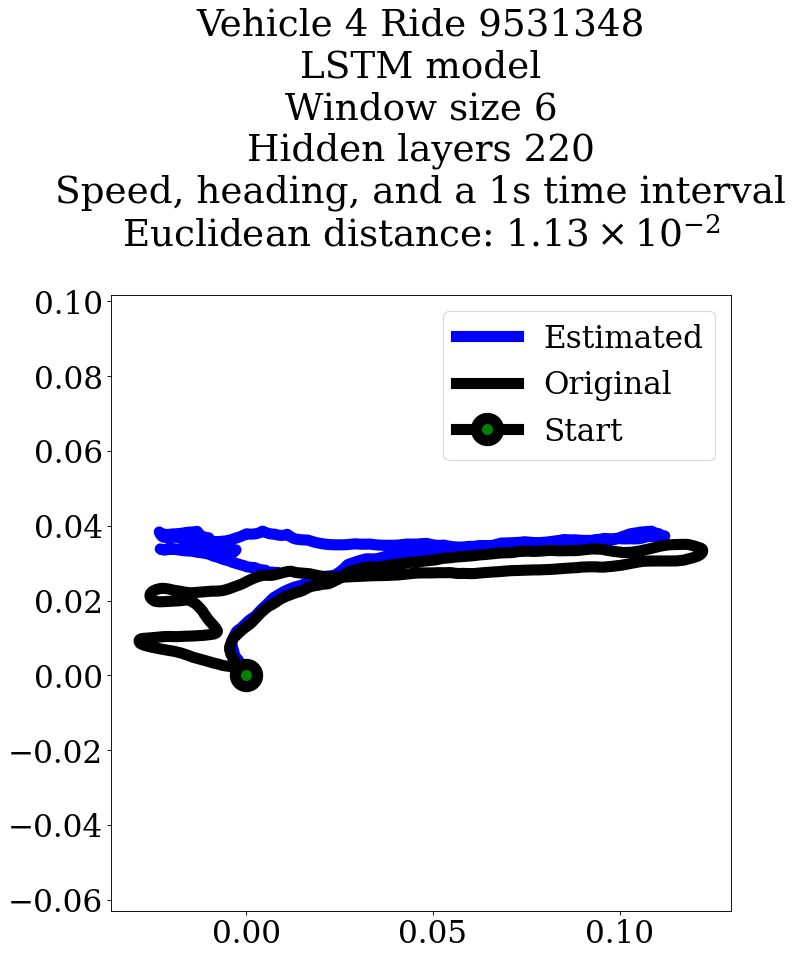 Vehicle 4 Ride 9531348
LSTM model
Window size 6
Hidden layers 220
Speed, heading, and a 1s time interval
Euclidean distance: 1.13 × 10⁻²
0.10
0.08
0.06
0.04
0.02
0.00
−0.02
−0.04
−0.06
Estimated
Original
Start
0.00 0.05 0.10